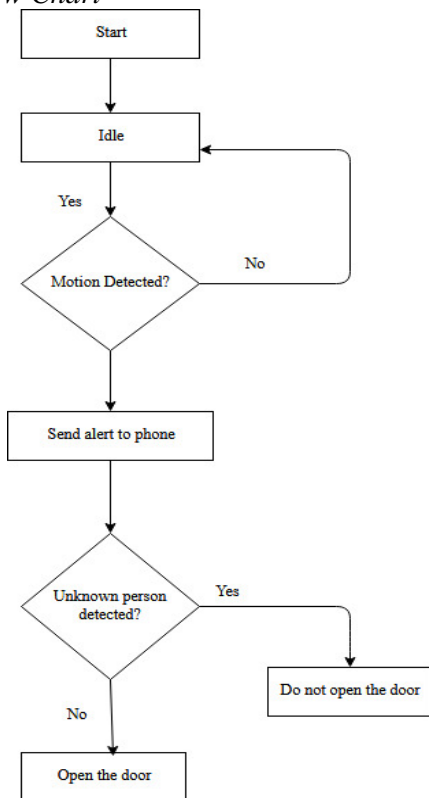 w Chart
Start
Idle
Yes
No
Motion Detected?
Send alert to phone
Unknown person
detected?
Yes
Do not open the door
No
Open the door